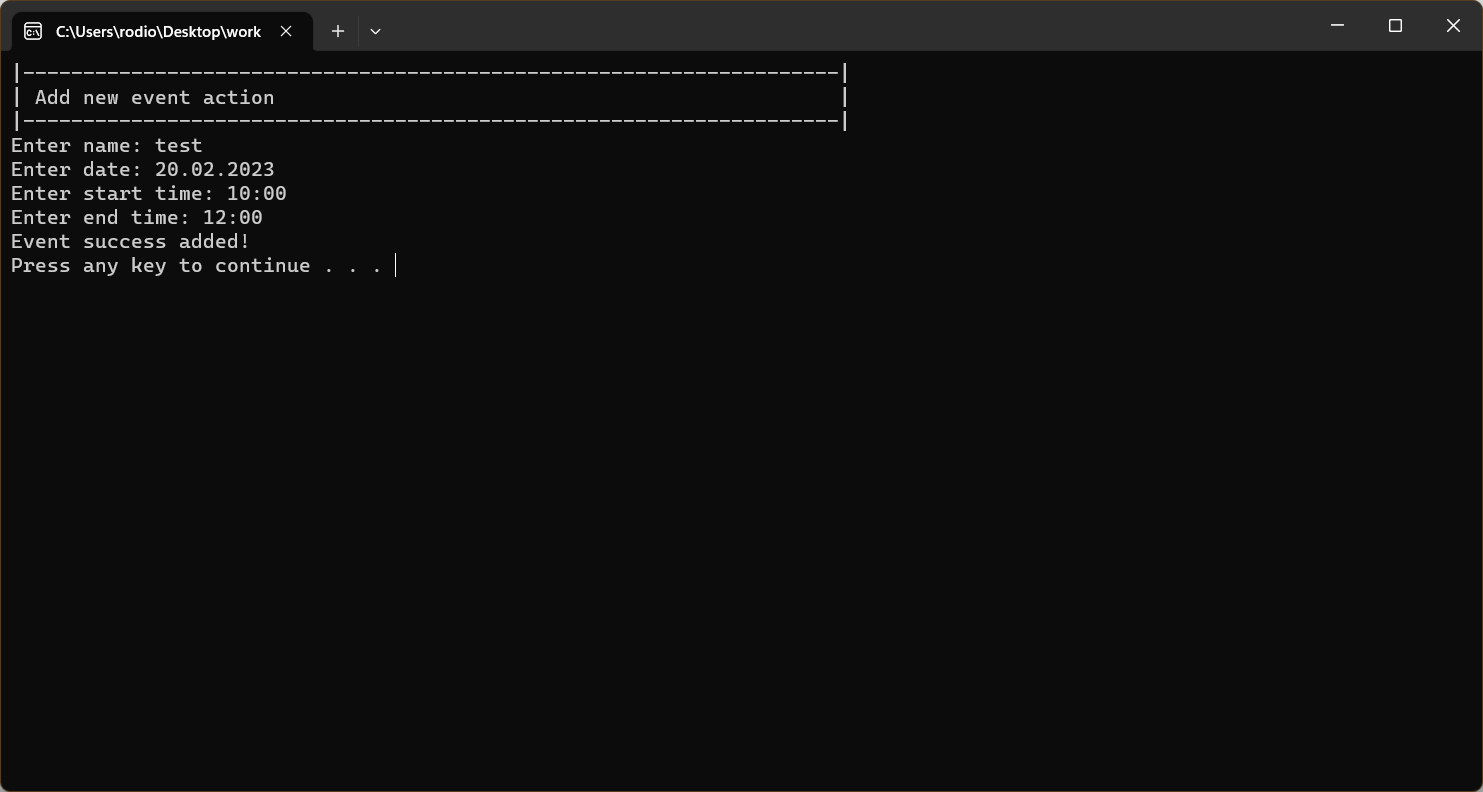 C:\Users\rodio\Desktop\work
|--------------------------------------------------------------------|
| Add new event action                                               |
|--------------------------------------------------------------------|
Enter name: test
Enter date: 20.02.2023
Enter start time: 10:00
Enter end time: 12:00
Event success added!
Press any key to continue . . .